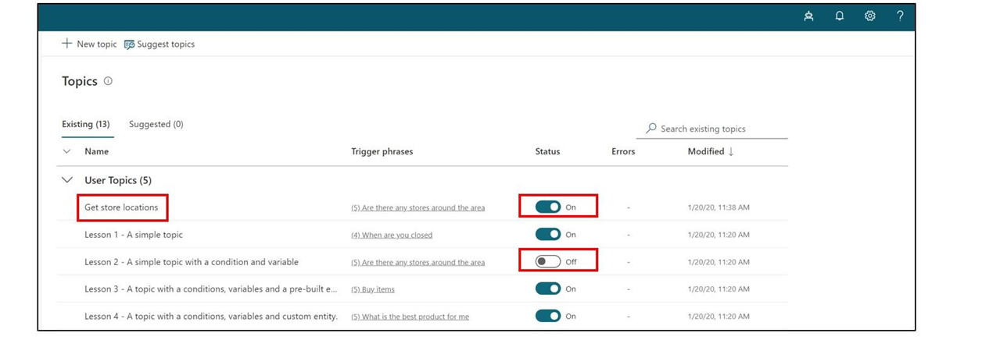 New topic Suggest topics
Topics
Existing (13) Suggested (0)
Search existing topics
Name Trigger phrases Status Errors Modified ↓
User Topics (5)
Get store locations (5) Are there any stores around the area On - 1/20/20, 11:38 AM
Lesson 1 - A simple topic (4) When are you closed On - 1/20/20, 11:20 AM
Lesson 2 - A simple topic with a condition and variable (5) Are there any stores around the area Off - 1/20/20, 11:20 AM
Lesson 3 - A topic with a conditions, variables and a pre-built e... (5) Buy items On - 1/20/20, 11:20 AM
Lesson 4 - A topic with a conditions, variables and custom entity. (5) What is the best product for me On - 1/20/20, 11:20 AM